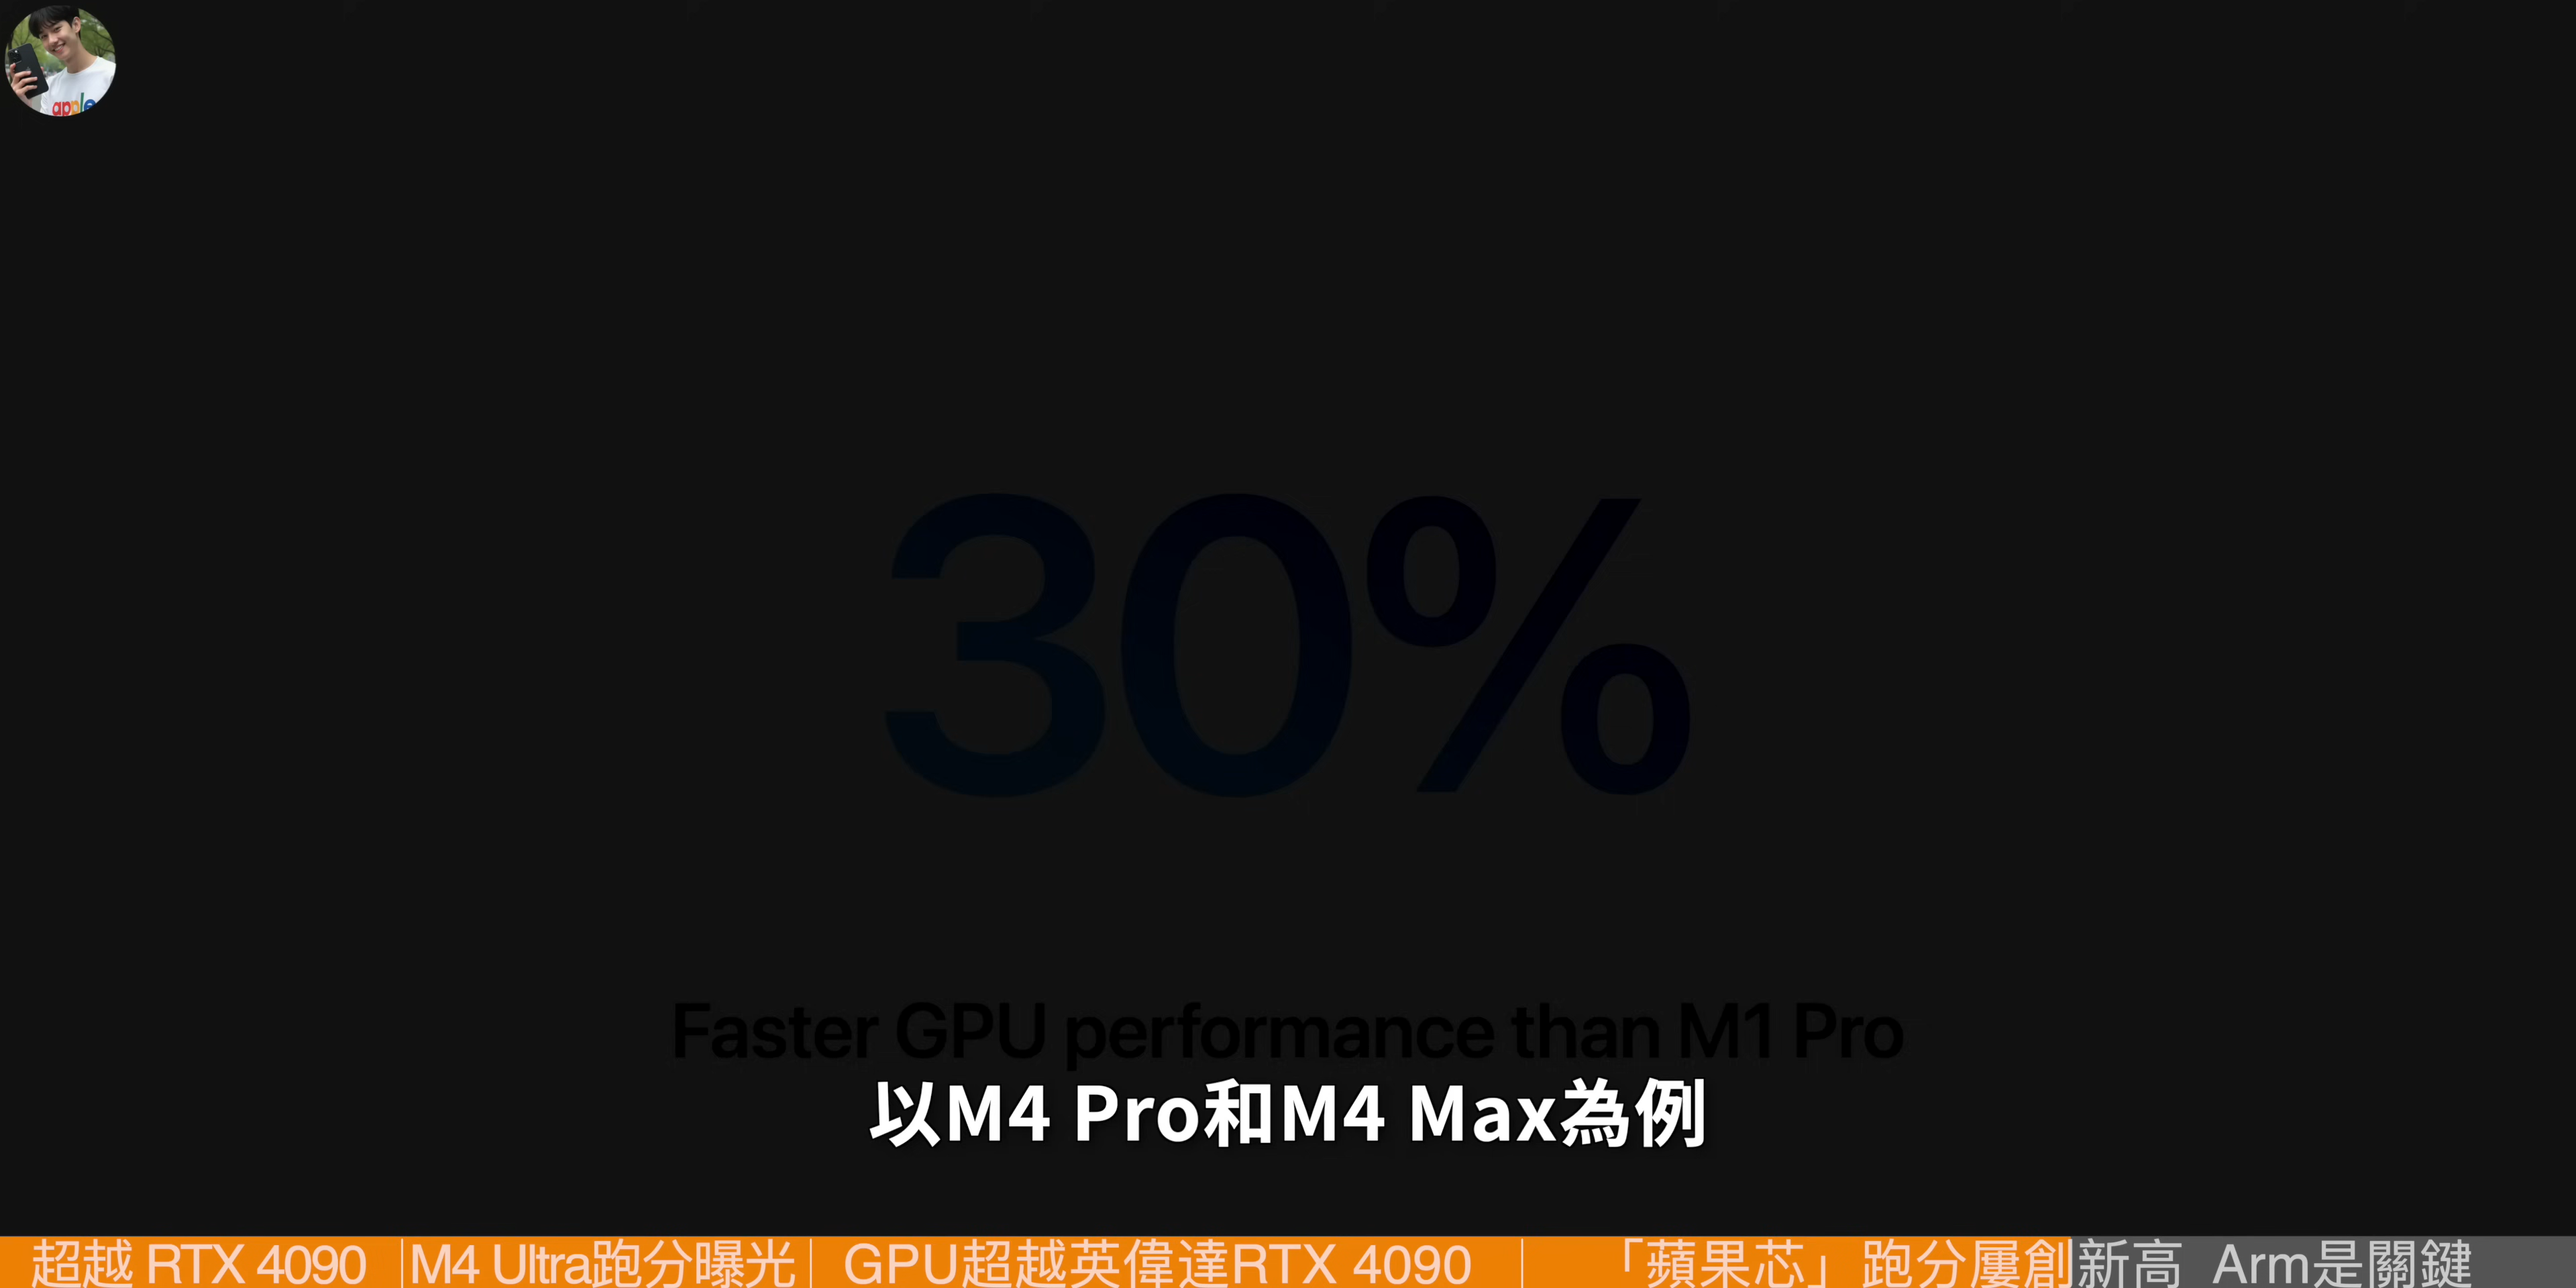 apple
30%
Faster GPU performance than M1 Pro
以M4 Pro和M4 Max為例
超越 RTX 4090 |M4 Ultra跑分曝光| GPU超越英偉達RTX 4090 | 「蘋果芯」跑分屢創新高 Arm是關鍵